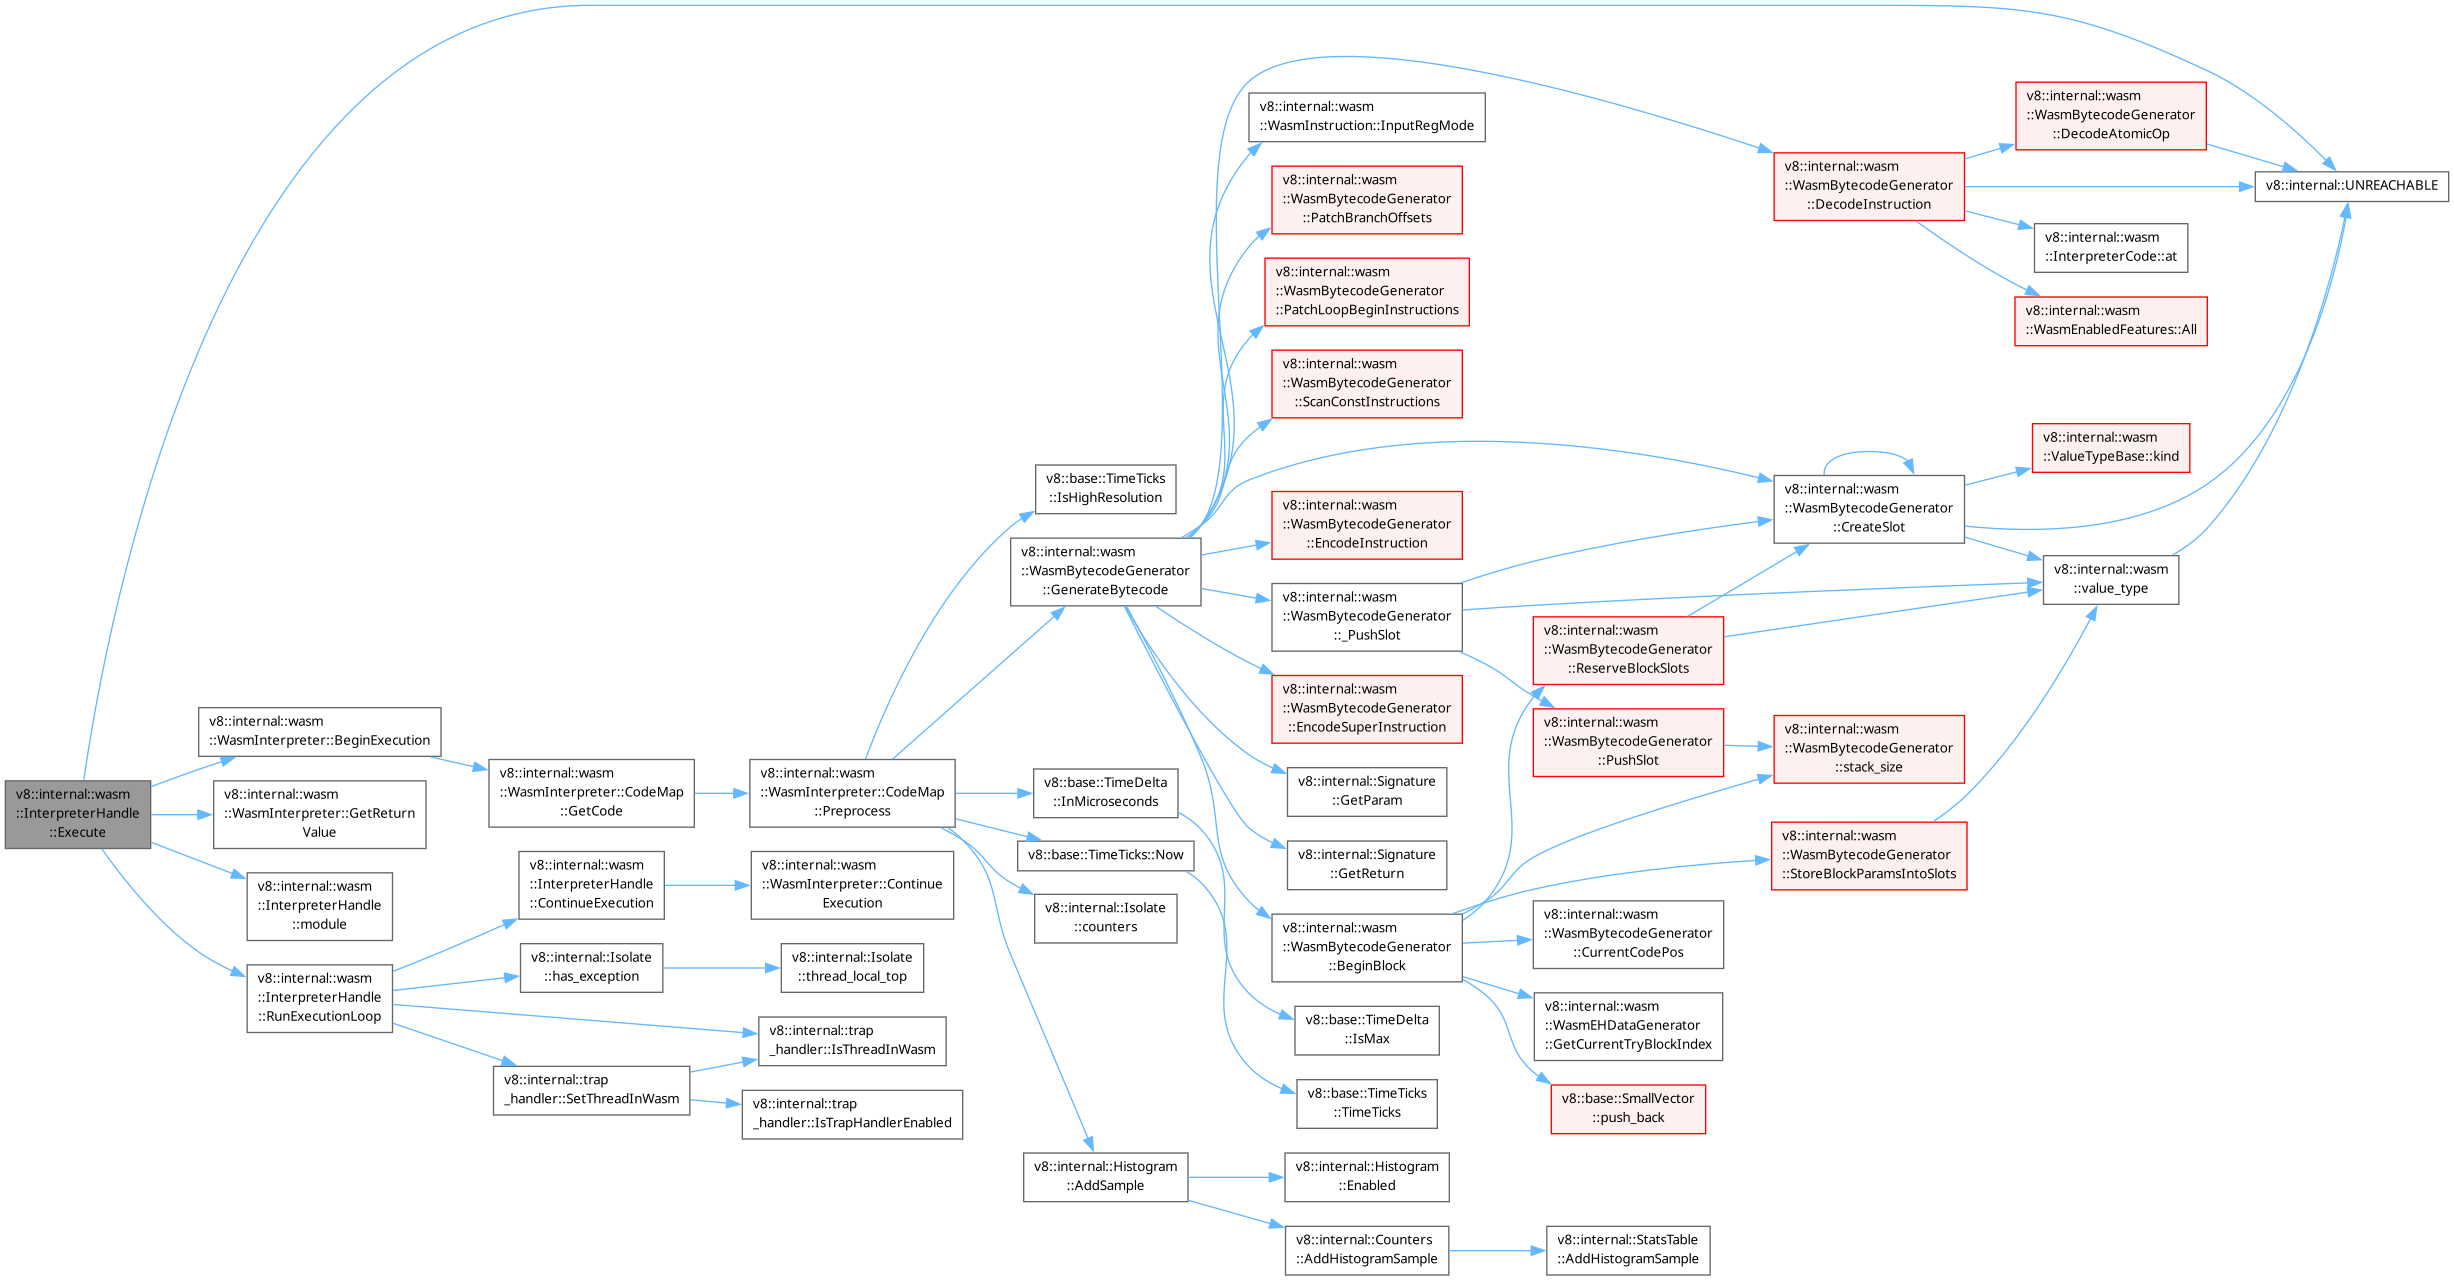 v8::internal::wasm
::InterpreterHandle
::Execute
v8::internal::wasm
::WasmInterpreter::BeginExecution
v8::internal::wasm
::WasmInterpreter::GetReturn
Value
v8::internal::wasm
::InterpreterHandle
::module
v8::internal::wasm
::InterpreterHandle
::RunExecutionLoop
v8::internal::wasm
::WasmInterpreter::CodeMap
::GetCode
v8::internal::wasm
::InterpreterHandle
::ContinueExecution
v8::internal::Isolate
::has_exception
v8::internal::trap
_handler::SetThreadInWasm
v8::internal::wasm
::WasmInterpreter::CodeMap
::Preprocess
v8::internal::wasm
::WasmInterpreter::Continue
Execution
v8::internal::Isolate
::thread_local_top
v8::internal::trap
_handler::IsThreadInWasm
v8::internal::trap
_handler::IsTrapHandlerEnabled
v8::base::TimeTicks
::IsHighResolution
v8::internal::wasm
::WasmBytecodeGenerator
::GenerateBytecode
v8::base::TimeDelta
::InMicroseconds
v8::base::TimeTicks::Now
v8::internal::Isolate
::counters
v8::internal::Histogram
::AddSample
v8::internal::wasm
::WasmInstruction::InputRegMode
v8::internal::wasm
::WasmBytecodeGenerator
::PatchBranchOffsets
v8::internal::wasm
::WasmBytecodeGenerator
::PatchLoopBeginInstructions
v8::internal::wasm
::WasmBytecodeGenerator
::ScanConstInstructions
v8::internal::wasm
::WasmBytecodeGenerator
::EncodeInstruction
v8::internal::wasm
::WasmBytecodeGenerator
::_PushSlot
v8::internal::wasm
::WasmBytecodeGenerator
::EncodeSuperInstruction
v8::internal::Signature
::GetParam
v8::internal::Signature
::GetReturn
v8::internal::wasm
::WasmBytecodeGenerator
::BeginBlock
v8::base::TimeDelta
::IsMax
v8::base::TimeTicks
::TimeTicks
v8::internal::Histogram
::Enabled
v8::internal::Counters
::AddHistogramSample
v8::internal::wasm
::WasmBytecodeGenerator
::ReserveBlockSlots
v8::internal::wasm
::WasmBytecodeGenerator
::PushSlot
v8::internal::wasm
::WasmBytecodeGenerator
::CurrentCodePos
v8::internal::wasm
::WasmEHDataGenerator
::GetCurrentTryBlockIndex
v8::base::SmallVector
::push_back
v8::internal::StatsTable
::AddHistogramSample
v8::internal::wasm
::WasmBytecodeGenerator
::DecodeInstruction
v8::internal::wasm
::WasmBytecodeGenerator
::CreateSlot
v8::internal::wasm
::WasmBytecodeGenerator
::stack_size
v8::internal::wasm
::WasmBytecodeGenerator
::StoreBlockParamsIntoSlots
v8::internal::wasm
::WasmBytecodeGenerator
::DecodeAtomicOp
v8::internal::wasm
::InterpreterCode::at
v8::internal::wasm
::WasmEnabledFeatures::All
v8::internal::wasm
::ValueTypeBase::kind
v8::internal::wasm
::value_type
v8::internal::UNREACHABLE